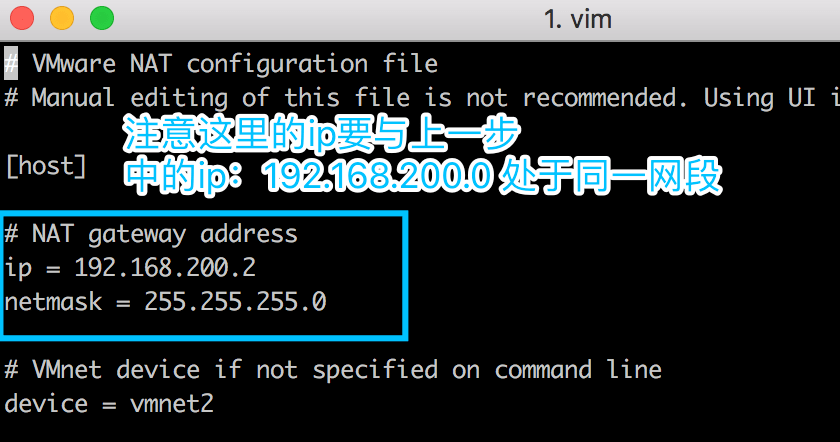 1. vim
# VMware NAT configuration file
# Manual editing of this file is not recommended. Using UI i
注意这里的ip要与上一步
[host]
中的ip：192.168.200.0 处于同一网段
# NAT gateway address
ip = 192.168.200.2
netmask = 255.255.255.0
# VMnet device if not specified on command line
device = vmnet2